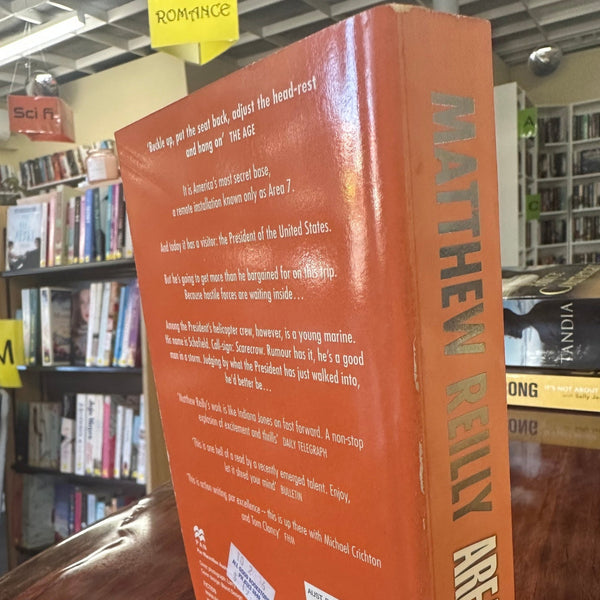 ROMANCE
Sci fi
'Buckle up, put the seat back, adjust the head-rest
and hang on' THE AGE
It is America's most secret base,
a remote installation known only as Area 7.
And today it has a visitor: the President of the United States.
But he's going to get more than he bargained for on this trip.
Because hostile forces are waiting inside...
Among the President's helicopter crew, however, is a young marine.
His name is Schofield. Call-sign: Scarecrow. Rumour has it, he's a good
man in a storm. Judging by what the President has just walked into,
he'd better be...
'Matthew Reilly's work is like Indiana Jones on fast forward. A non-stop
explosion of excitement and thrills' DAILY TELEGRAPH
'This is one hell of a read by a recently emerged talent. Enjoy,
let it shred your mind' BULLETIN
'This is action writing par excellence – this is up there with Michael Crichton
and Tom Clancy' FHM
PAN
MATTHEW REILLY
ARE
A
C
M
TANDIA
ONG
IT'S NOT ABOUT
with Sally Je